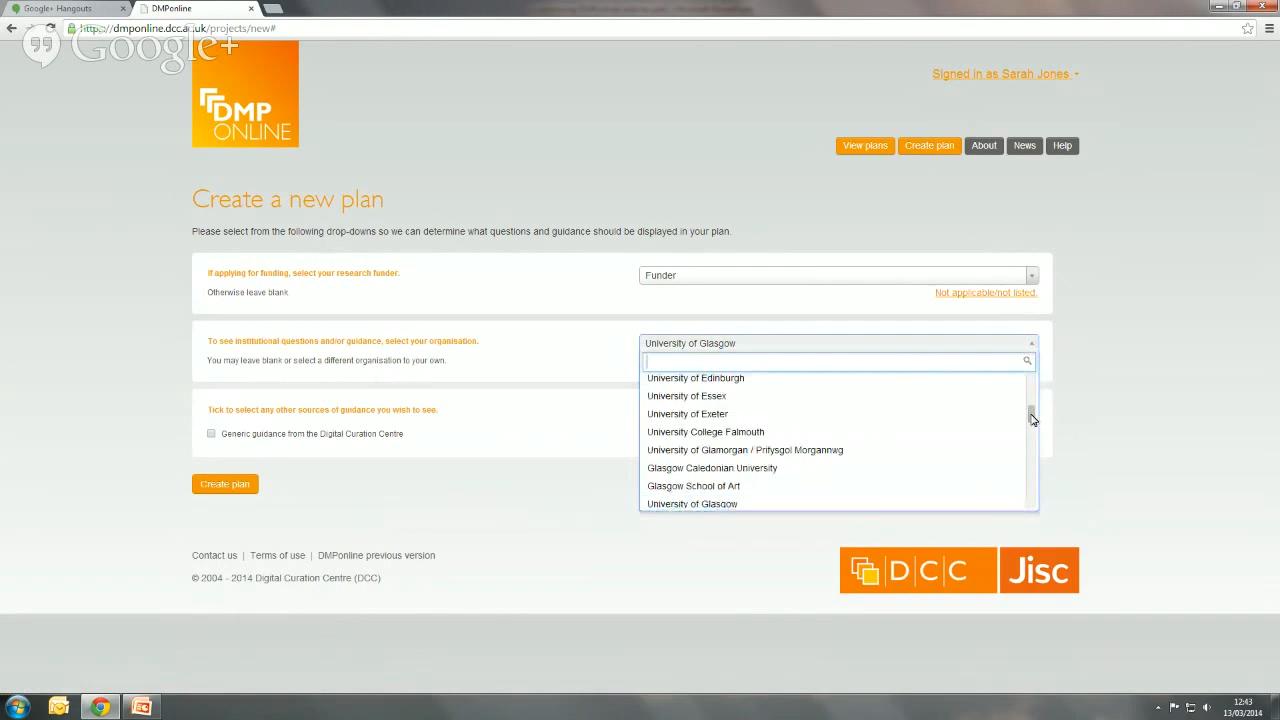 Google+ Hangouts
DMPonline
http://dmponline.dcc.ac.uk/projects/new#
Google+
DMP
ONLINE
Signed in as Sarah Jones
View plans
Create plan
About
News
Help
Create a new plan
Please select from the following drop-downs so we can determine what questions and guidance should be displayed in your plan.
If applying for funding, select your research funder.
Otherwise leave blank
Funder
Not applicable/not listed.
To see institutional questions and/or guidance, select your organisation.
You may leave blank or select a different organisation to your own.
University of Glasgow
University of Edinburgh
University of Essex
University of Exeter
University College Falmouth
University of Glamorgan / Prifysgol Morgannwg
Glasgow Caledonian University
Glasgow School of Art
University of Glasgow
Tick to select any other sources of guidance you wish to see.
Generic guidance from the Digital Curation Centre
Create plan
Contact us | Terms of use | DMPonline previous version
© 2004 - 2014 Digital Curation Centre (DCC)
D|C|C
Jisc
12:43
13/03/2014